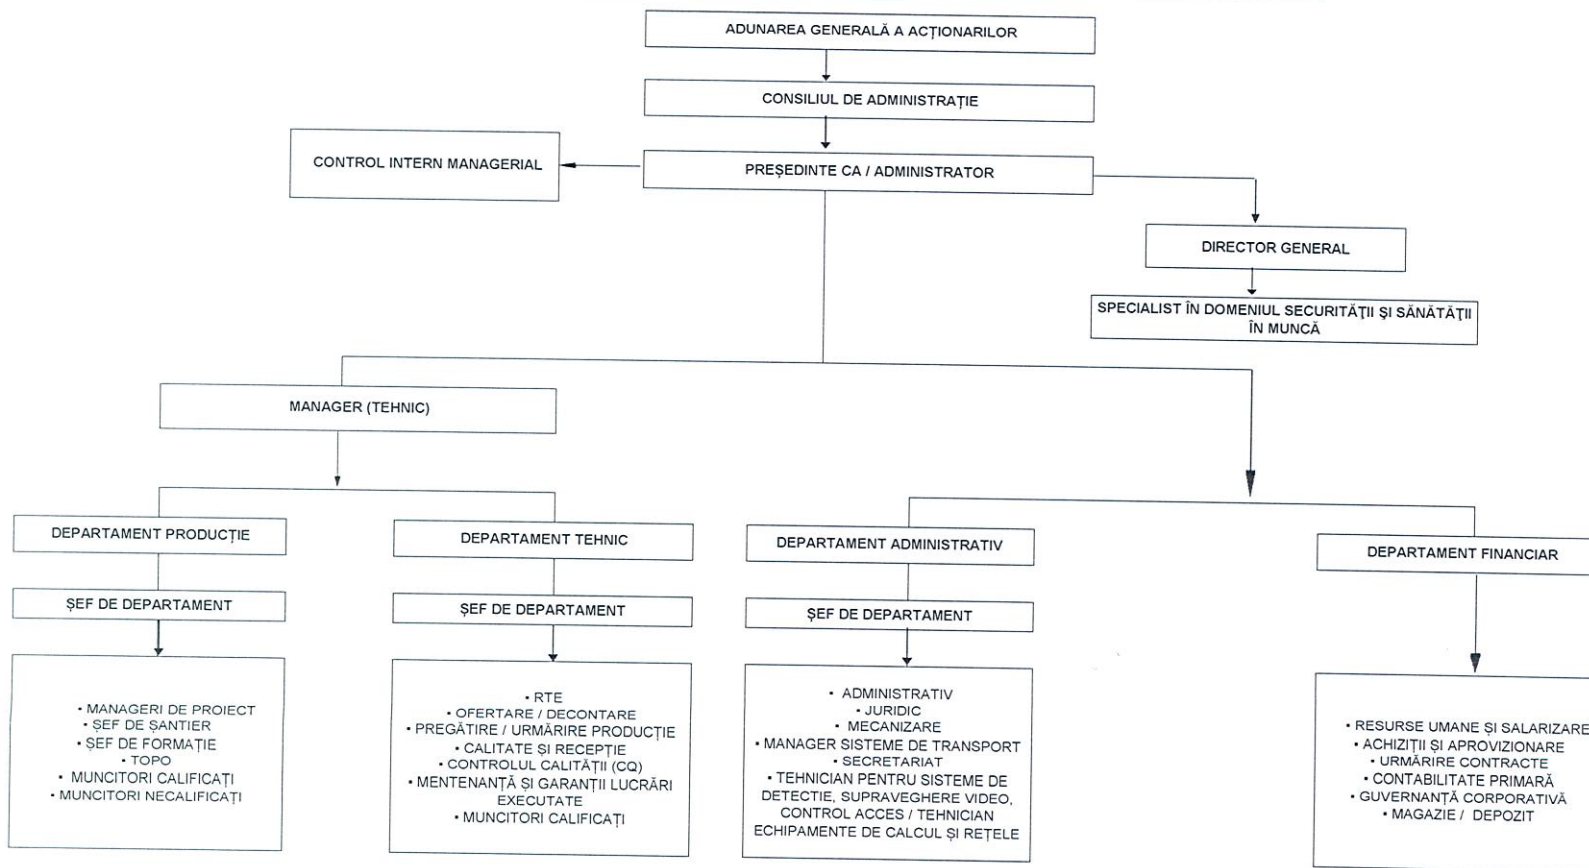 ADUNAREA GENERALĂ A ACȚIONARILOR
CONSILIUL DE ADMINISTRAȚIE
CONTROL INTERN MANAGERIAL
PREȘEDINTE CA / ADMINISTRATOR
DIRECTOR GENERAL
SPECIALIST ÎN DOMENIUL SECURITĂŢII ŞI SĂNĂTĂŢII
ÎN MUNCĂ
MANAGER (TEHNIC)
DEPARTAMENT PRODUCȚIE
ȘEF DE DEPARTAMENT
▪ MANAGERI DE PROIECT
▪ ȘEF DE ȘANTIER
▪ ȘEF DE FORMAȚIE
▪ TOPO
▪ MUNCITORI CALIFICAȚI
▪ MUNCITORI NECALIFICAȚI
DEPARTAMENT TEHNIC
ȘEF DE DEPARTAMENT
▪ RTE
▪ OFERTARE / DECONTARE
▪ PREGĂTIRE / URMĂRIRE PRODUCȚIE
▪ CALITATE ȘI RECEPȚIE
▪ CONTROLUL CALITĂȚII (CQ)
▪ MENTENANȚĂ ȘI GARANȚII LUCRĂRI
EXECUTATE
▪ MUNCITORI CALIFICAȚI
DEPARTAMENT ADMINISTRATIV
ȘEF DE DEPARTAMENT
▪ ADMINISTRATIV
▪ JURIDIC
▪ MECANIZARE
▪ MANAGER SISTEME DE TRANSPORT
▪ SECRETARIAT
▪ TEHNICIAN PENTRU SISTEME DE
DETECTIE, SUPRAVEGHERE VIDEO,
CONTROL ACCES / TEHNICIAN
ECHIPAMENTE DE CALCUL ȘI REȚELE
DEPARTAMENT FINANCIAR
▪ RESURSE UMANE ȘI SALARIZARE
▪ ACHIZIȚII ȘI APROVIZIONARE
▪ URMĂRIRE CONTRACTE
▪ CONTABILITATE PRIMARĂ
▪ GUVERNANȚĂ CORPORATIVĂ
▪ MAGAZIE / DEPOZIT